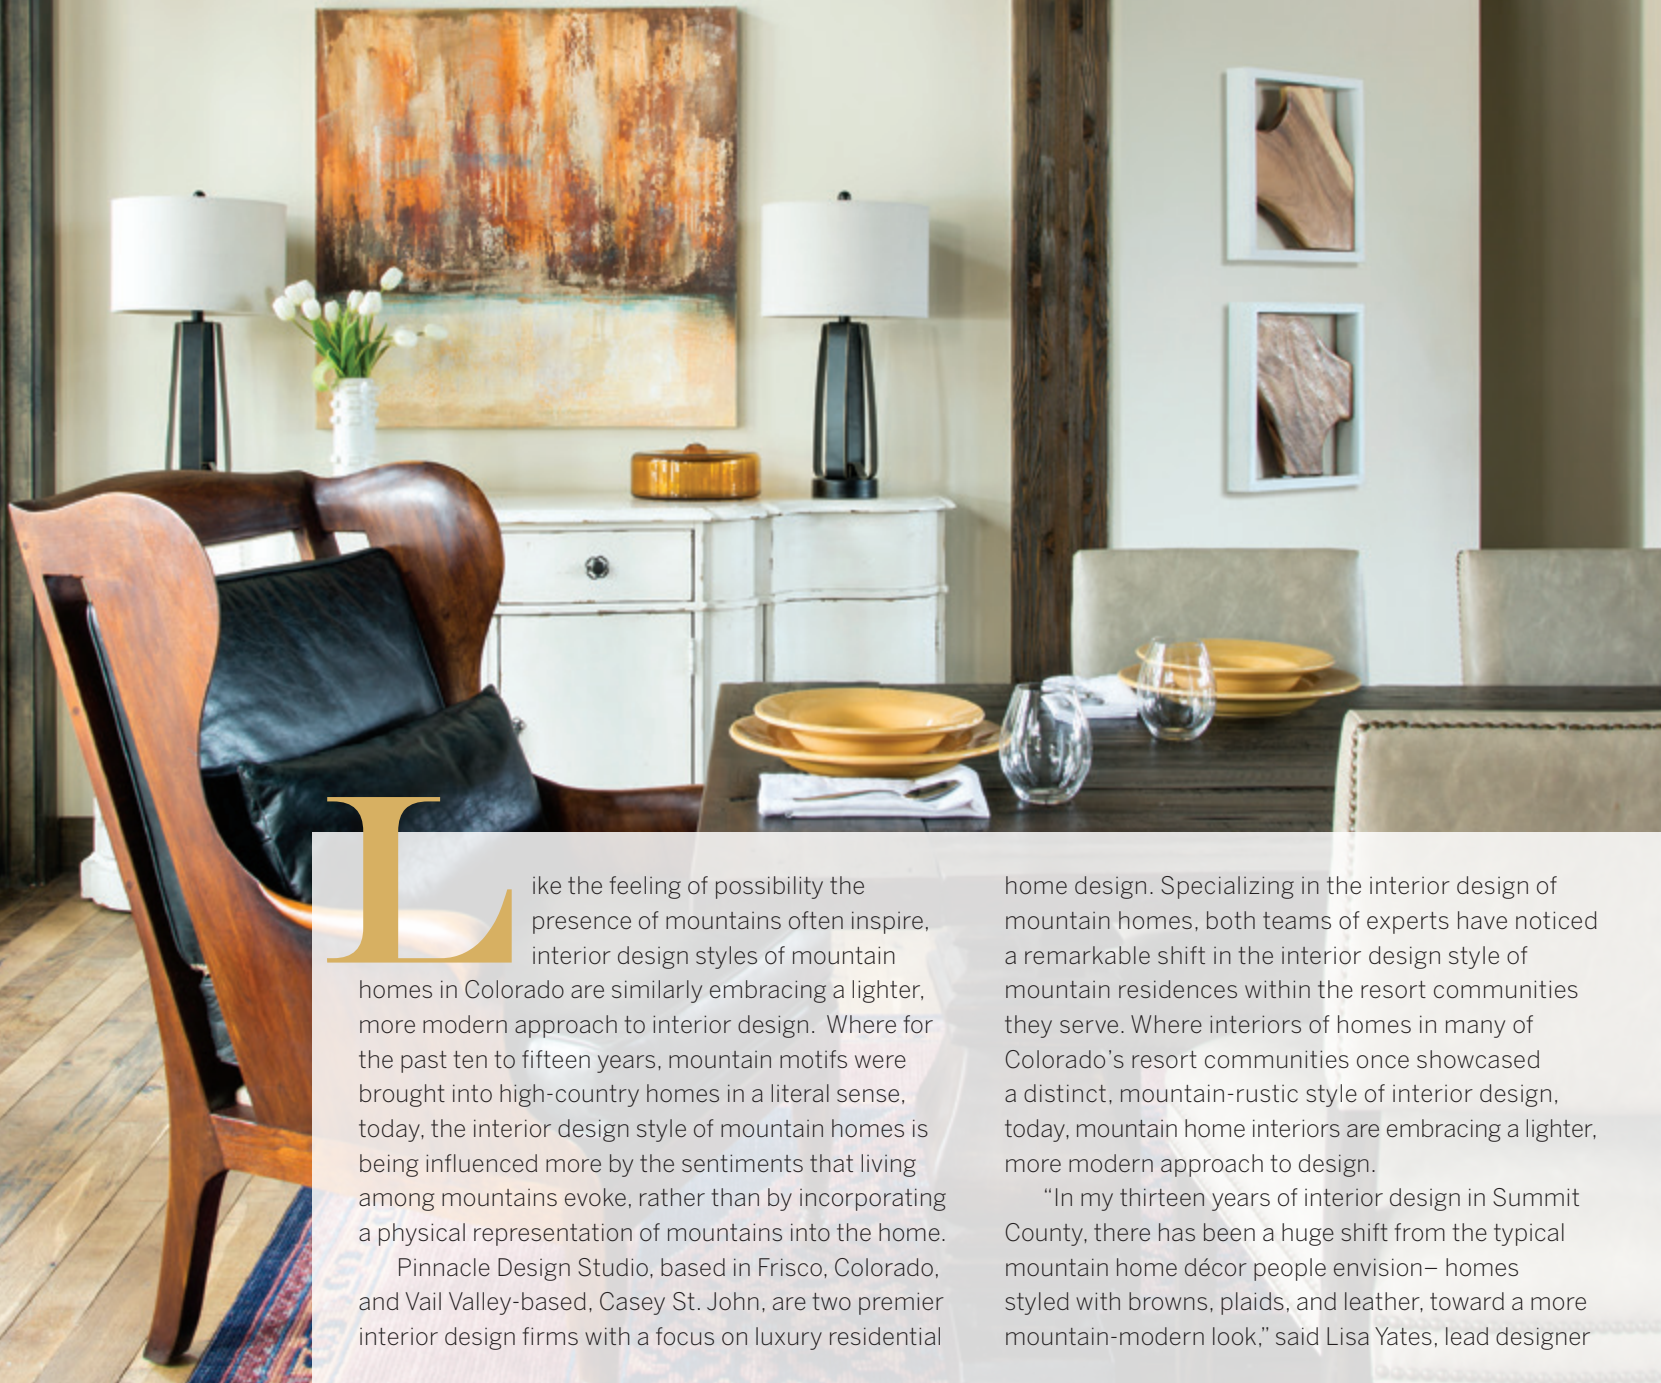 Like the feeling of possibility the
presence of mountains often inspire,
interior design styles of mountain
homes in Colorado are similarly embracing a lighter,
more modern approach to interior design.  Where for
the past ten to fifteen years, mountain motifs were
brought into high-country homes in a literal sense,
today, the interior design style of mountain homes is
being influenced more by the sentiments that living
among mountains evoke, rather than by incorporating
a physical representation of mountains into the home.
Pinnacle Design Studio, based in Frisco, Colorado,
and Vail Valley-based, Casey St. John, are two premier
interior design firms with a focus on luxury residential
home design. Specializing in the interior design of
mountain homes, both teams of experts have noticed
a remarkable shift in the interior design style of
mountain residences within the resort communities
they serve. Where interiors of homes in many of
Colorado’s resort communities once showcased
a distinct, mountain-rustic style of interior design,
today, mountain home interiors are embracing a lighter,
more modern approach to design.
“In my thirteen years of interior design in Summit
County, there has been a huge shift from the typical
mountain home décor people envision– homes
styled with browns, plaids, and leather, toward a more
mountain-modern look,” said Lisa Yates, lead designer